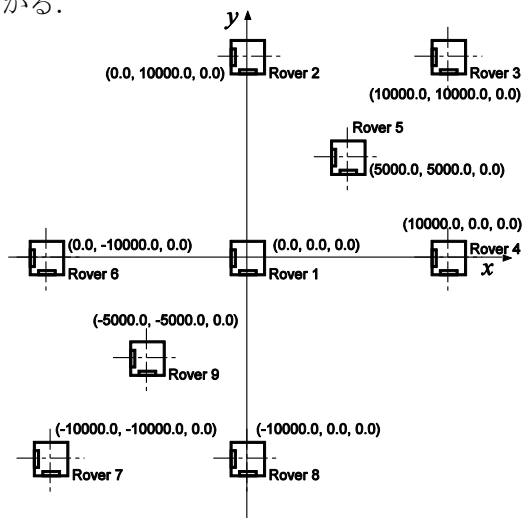 がる.
y
(0.0, 10000.0, 0.0)
Rover 2
Rover 3
(10000.0, 10000.0, 0.0)
Rover 5
(5000.0, 5000.0, 0.0)
(10000.0, 0.0, 0.0)
(0.0, -10000.0, 0.0)
(0.0, 0.0, 0.0)
Rover 4
Rover 6
Rover 1
x
(-5000.0, -5000.0, 0.0)
Rover 9
(-10000.0, -10000.0, 0.0)
(-10000.0, 0.0, 0.0)
Rover 7
Rover 8